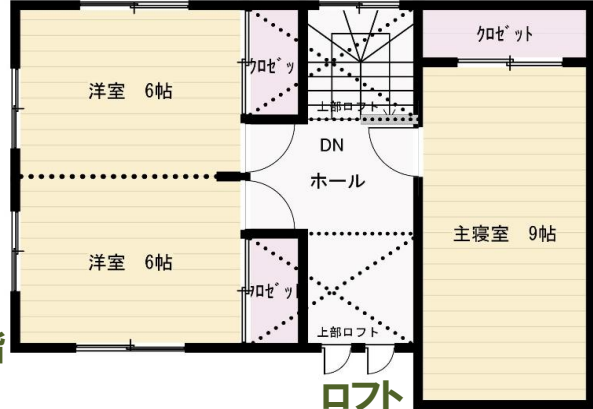 クロゼット
洋室 6帖
クロゼッ
上部ロフト
DN
ホール
主寝室 9帖
洋室 6帖
クロゼット
上部ロフト
階
ロフト